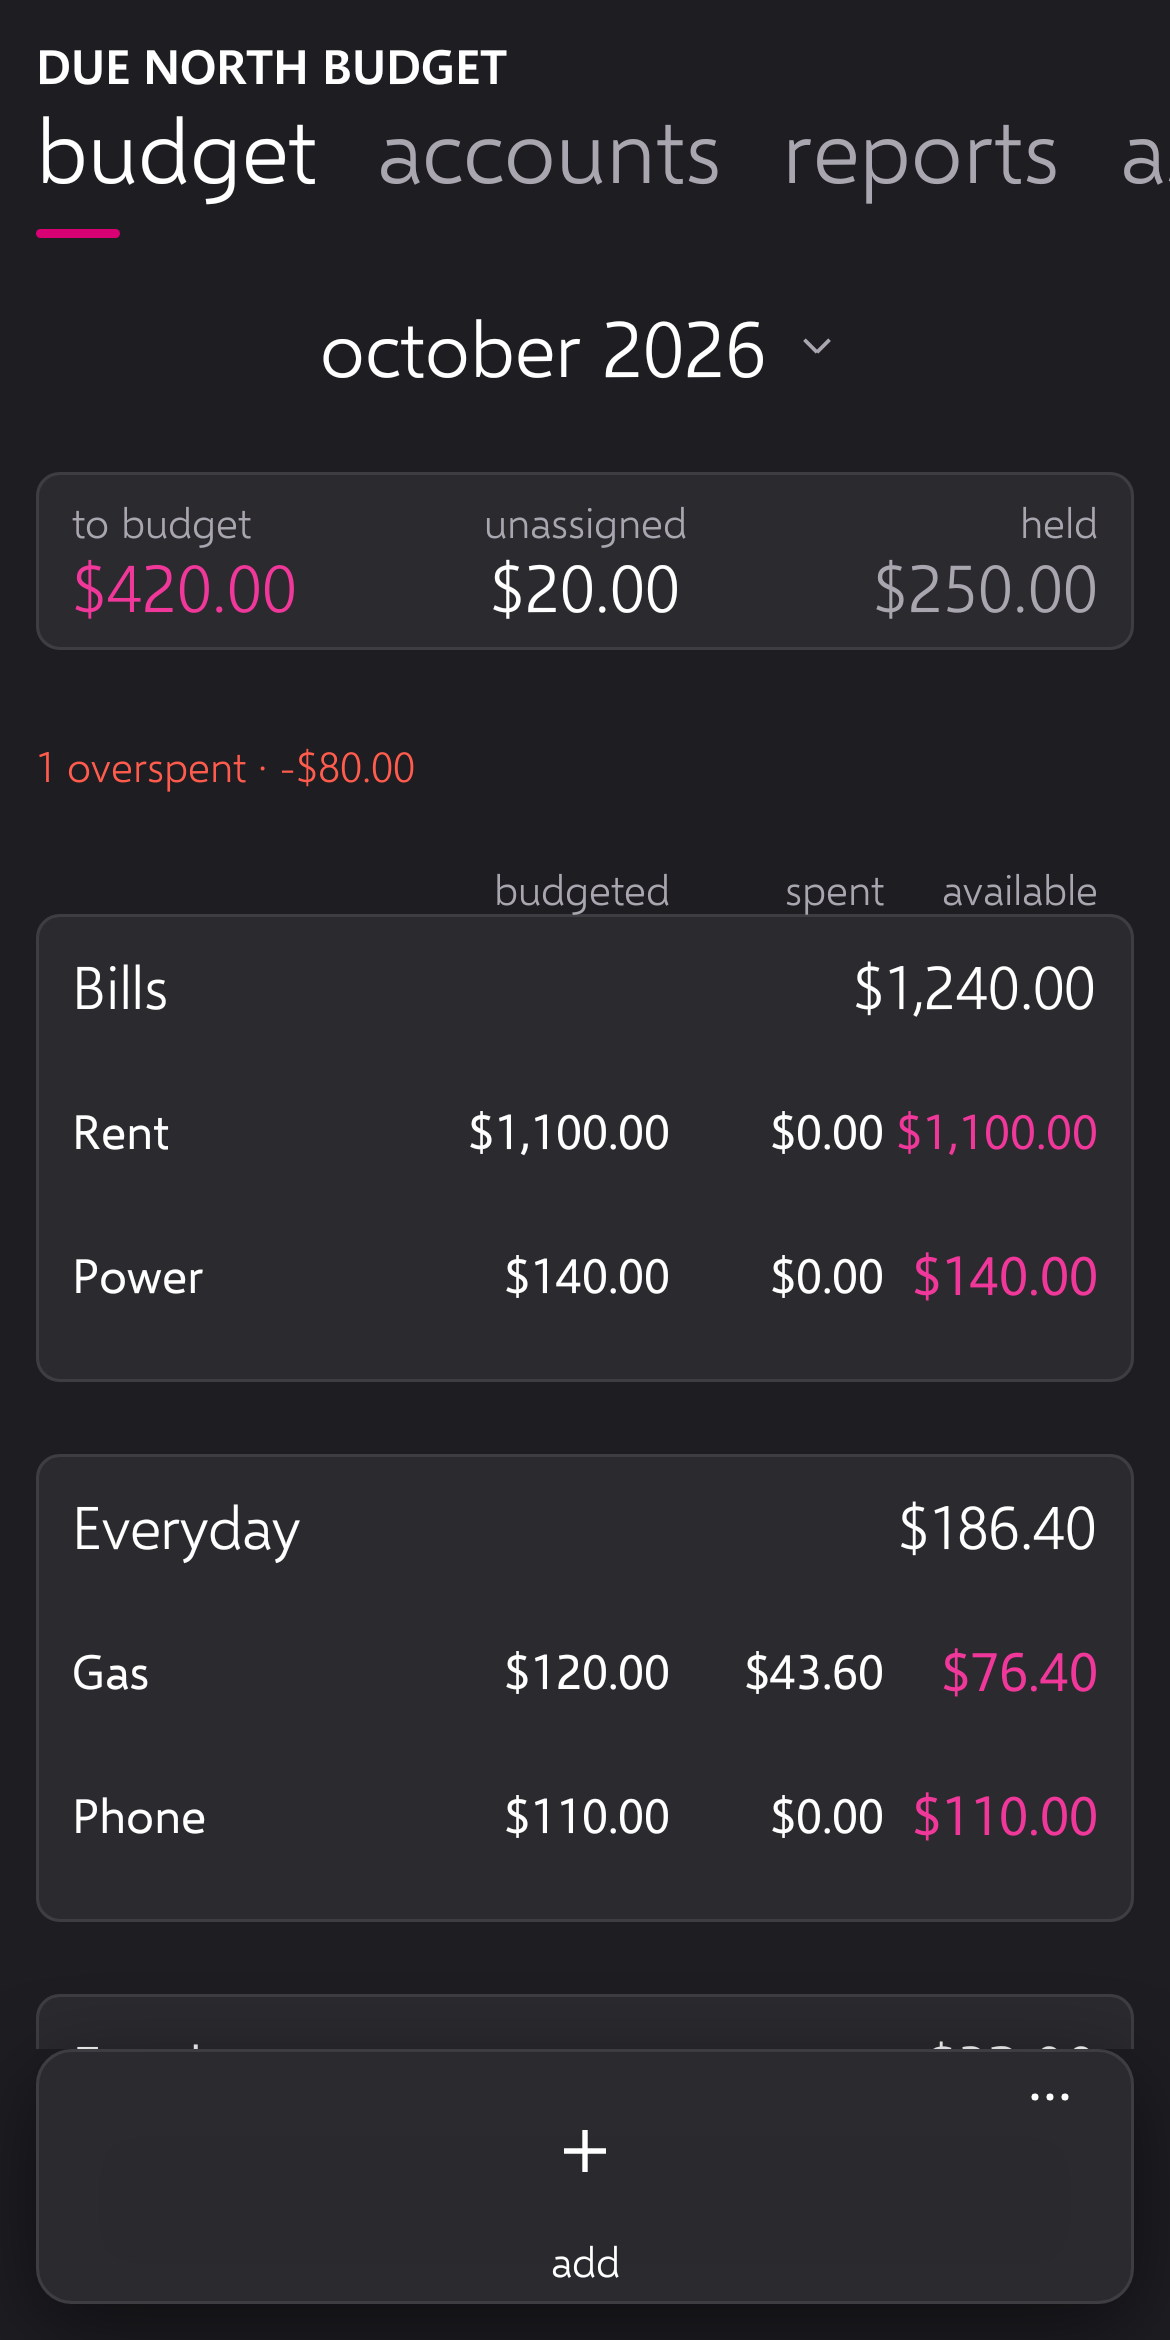 DUE NORTH BUDGET
budget accounts reports
october 2026
to budget unassigned held
$420.00 $20.00 $250.00
1 overspent · -$80.00
budgeted spent available
Bills $1,240.00
Rent $1,100.00 $0.00 $1,100.00
Power $140.00 $0.00 $140.00
Everyday $186.40
Gas $120.00 $43.60 $76.40
Phone $110.00 $0.00 $110.00
add